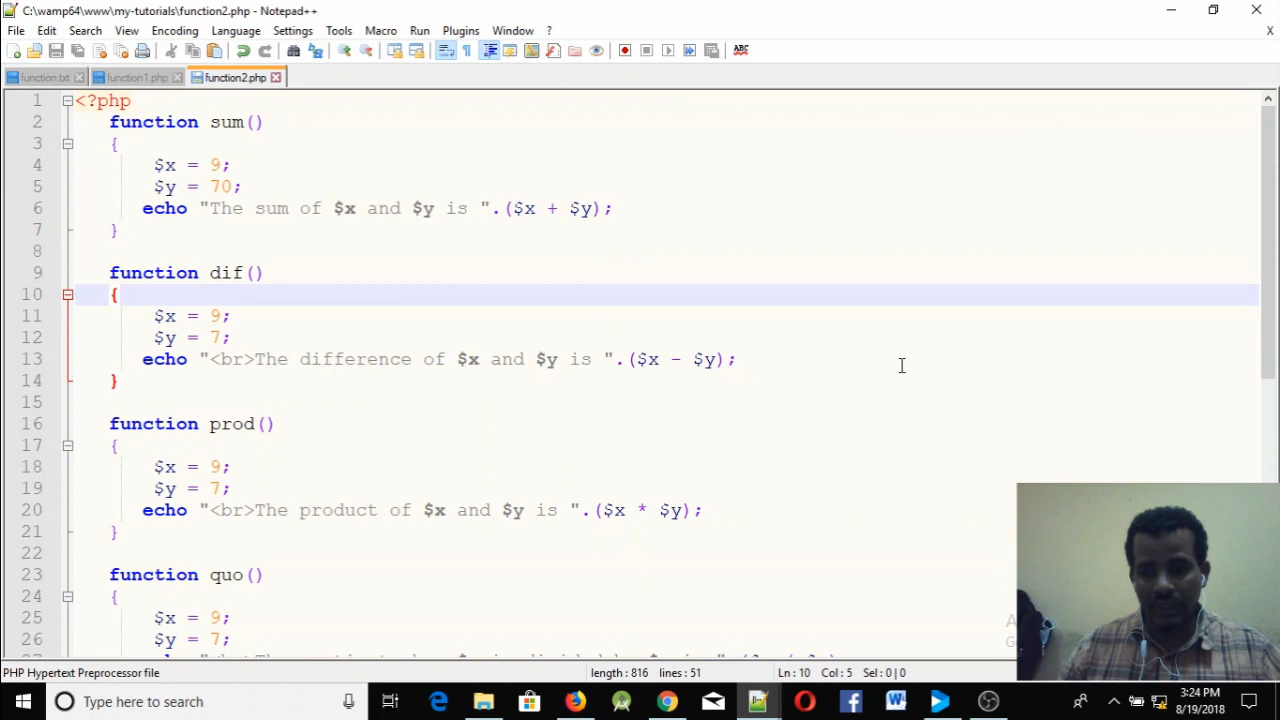 C:\wamp64\www\my-tutorials\function2.php - Notepad++
File Edit Search View Encoding Language Settings Tools Macro Run Plugins Window ? X
function.txt function1.php function2.php
1 <?php
2 function sum()
3 {
4 $x = 9;
5 $y = 70;
6 echo "The sum of $x and $y is ".($x + $y);
7 }
8
9 function dif()
10 {
11 $x = 9;
12 $y = 7;
13 echo "<br>The difference of $x and $y is ".($x - $y);
14 }
15
16 function prod()
17 {
18 $x = 9;
19 $y = 7;
20 echo "<br>The product of $x and $y is ".($x * $y);
21 }
22
23 function quo()
24 {
25 $x = 9;
26 $y = 7;
PHP Hypertext Preprocessor file length : 816 lines : 51 Ln : 10 Col : 5 Sel : 0 | 0
Type here to search
3:24 PM
8/19/2018